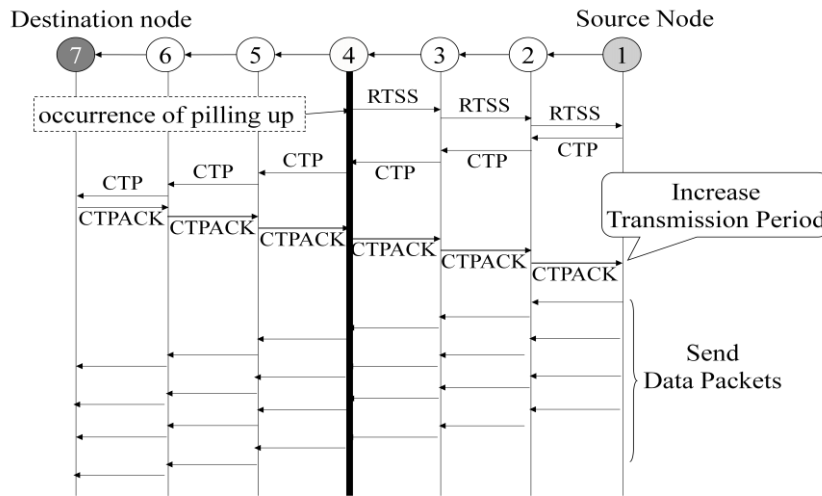 Destination node
Source Node
7
6
5
4
3
2
1
occurrence of pilling up
RTSS
RTSS
RTSS
CTP
CTP
CTP
CTP
CTP
CTP
CTPACK
CTPACK
CTPACK
CTPACK
CTPACK
CTPACK
Increase
Transmission Period
Send
Data Packets